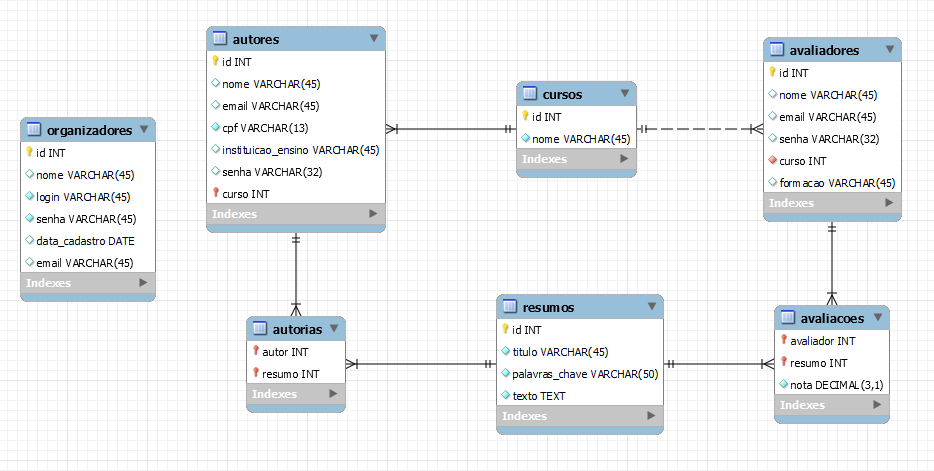 organizadores
id INT
nome VARCHAR(45)
login VARCHAR(45)
senha VARCHAR(45)
data_cadastro DATE
email VARCHAR(45)
Indexes
autores
id INT
nome VARCHAR(45)
email VARCHAR(45)
cpf VARCHAR(13)
instituicao_ensino VARCHAR(45)
senha VARCHAR(32)
curso INT
Indexes
cursos
id INT
nome VARCHAR(45)
Indexes
avaliadores
id INT
nome VARCHAR(45)
email VARCHAR(45)
senha VARCHAR(32)
curso INT
formacao VARCHAR(45)
Indexes
autorias
autor INT
resumo INT
Indexes
resumos
id INT
titulo VARCHAR(45)
palavras_chave VARCHAR(50)
texto TEXT
Indexes
avaliacoes
avaliador INT
resumo INT
nota DECIMAL(3,1)
Indexes